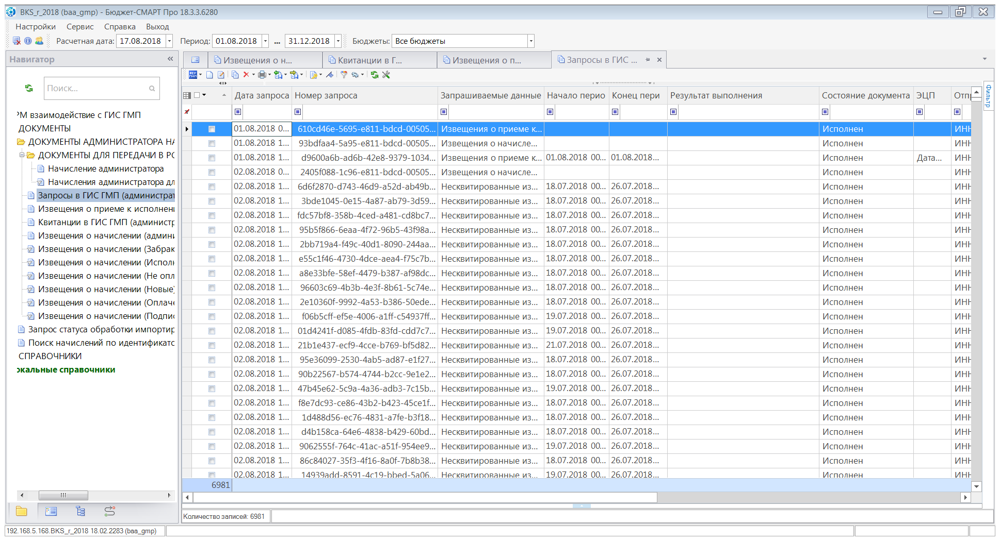 BKS_r_2018 (baa_gmp) - Бюджет-СМАРТ Про 18.3.3.6280
Настройки Сервис Справка Выход
Расчетная дата: 17.08.2018 Период: 01.08.2018 ... 31.12.2018 Бюджеты: Все бюджеты
Навигатор «
Извещения о н... Квитанции в Г... Извещения о п... Запросы в ГИС ...
Поиск...
РМ взаимодействие с ГИС ГМП
ДОКУМЕНТЫ
ДОКУМЕНТЫ АДМИНИСТРАТОРА НА
ДОКУМЕНТЫ ДЛЯ ПЕРЕДАЧИ В РС
Начисление администратора
Начисления администратора дл
Запросы в ГИС ГМП (администрат
Извещения о приеме к исполнени
Квитанции в ГИС ГМП (администр
Извещения о начислении (админи
Извещения о начислении (Забрак
Извещения о начислении (Исполн
Извещения о начислении (Не опл
Извещения о начислении (Новые)
Извещения о начислении (Оплаче
Извещения о начислении (Подпис
Запрос статуса обработки импортир
Поиск начислений по идентификато
СПРАВОЧНИКИ
окальные справочники
РСУ ГМП
Дата запроса Номер запроса Запрашиваемые данные Начало перио Конец пери Результат выполнения Состояние документа ЭЦП Отпр
Фильтр
01.08.2018 0... 610cd46e-5695-e811-bdcd-00505... Извещения о приеме к... Исполнен ИНН
01.08.2018 1... 93bdfaa4-5a95-e811-bdcd-00505... Извещения о начисле... Исполнен ИНН
01.08.2018 1... d9600a6b-ad6b-42e8-9379-1034... Извещения о приеме к... 01.08.2018 00... 01.08.2018... Исполнен Дата... ИНН
02.08.2018 0... 2405f088-1c96-e811-bdcd-00505... Извещения о начисле... Исполнен ИНН
02.08.2018 1... 6d6f2870-d743-46d9-a52d-ab49b... Несквитированные из... 18.07.2018 00... 26.07.2018... Исполнен ИНН
02.08.2018 1... 3bde1045-0e15-4a87-ab79-3d59... Несквитированные из... 18.07.2018 00... 26.07.2018... Исполнен ИНН
02.08.2018 1... fdc57bf8-358b-4ced-a481-cd8bc7... Несквитированные из... 18.07.2018 00... 26.07.2018... Исполнен ИНН
02.08.2018 1... 95b5f866-6eaa-4f72-96b5-43f98a... Несквитированные из... 18.07.2018 00... 26.07.2018... Исполнен ИНН
02.08.2018 1... 2bb719a4-f49c-40d1-8090-244aa... Несквитированные из... 18.07.2018 00... 26.07.2018... Исполнен ИНН
02.08.2018 1... e55c1f46-4730-4dce-aea4-f75c7b... Несквитированные из... 18.07.2018 00... 26.07.2018... Исполнен ИНН
02.08.2018 1... a8e33bfe-58ef-4479-b387-af98dc... Несквитированные из... 18.07.2018 00... 26.07.2018... Исполнен ИНН
02.08.2018 1... 96603c69-4b3b-4e3f-8b61-5c74e... Несквитированные из... 18.07.2018 00... 26.07.2018... Исполнен ИНН
02.08.2018 1... 2e10360f-9992-4a53-b386-50ede... Несквитированные из... 18.07.2018 00... 26.07.2018... Исполнен ИНН
02.08.2018 1... f06b5cff-ef5e-4006-a1ff-c54937ff... Несквитированные из... 19.07.2018 00... 26.07.2018... Исполнен ИНН
02.08.2018 1... 01d4241f-d085-4fdb-83fd-cdd7c7... Несквитированные из... 19.07.2018 00... 26.07.2018... Исполнен ИНН
02.08.2018 1... 21b1e437-ecf9-4cce-b769-bf5d82... Несквитированные из... 21.07.2018 00... 26.07.2018... Исполнен ИНН
02.08.2018 1... 95e36099-2530-4ab5-ad87-e1f27... Несквитированные из... 18.07.2018 00... 26.07.2018... Исполнен ИНН
02.08.2018 1... 90b22567-b574-4744-b2cc-9e1e2... Несквитированные из... 18.07.2018 00... 26.07.2018... Исполнен ИНН
02.08.2018 1... 47b45e62-5c9a-4a36-adb3-7c15b... Несквитированные из... 19.07.2018 00... 26.07.2018... Исполнен ИНН
02.08.2018 1... f8e7dc93-ce86-43b2-b423-45ce1f... Несквитированные из... 18.07.2018 00... 26.07.2018... Исполнен ИНН
02.08.2018 1... 1d488d56-ec76-4831-a7fe-b3f18... Несквитированные из... 18.07.2018 00... 26.07.2018... Исполнен ИНН
02.08.2018 1... d4b158ca-64e6-4838-b429-60bd... Несквитированные из... 18.07.2018 00... 26.07.2018... Исполнен ИНН
02.08.2018 1... 9062555f-764c-41ac-a51f-954ee9... Несквитированные из... 19.07.2018 00... 26.07.2018... Исполнен ИНН
02.08.2018 1... 86c84027-35f3-4f16-8a0f-7b8b38... Несквитированные из... 18.07.2018 00... 26.07.2018... Исполнен ИНН
02.08.2018 1... 14939add-8591-4c19-bbed-5a06... Несквитированные из... 19.07.2018 00... 26.07.2018... Исполнен ИНН
6981
Количество записей: 6981
192.168.5.168.BKS_r_2018 18.02.2283 (baa_gmp)